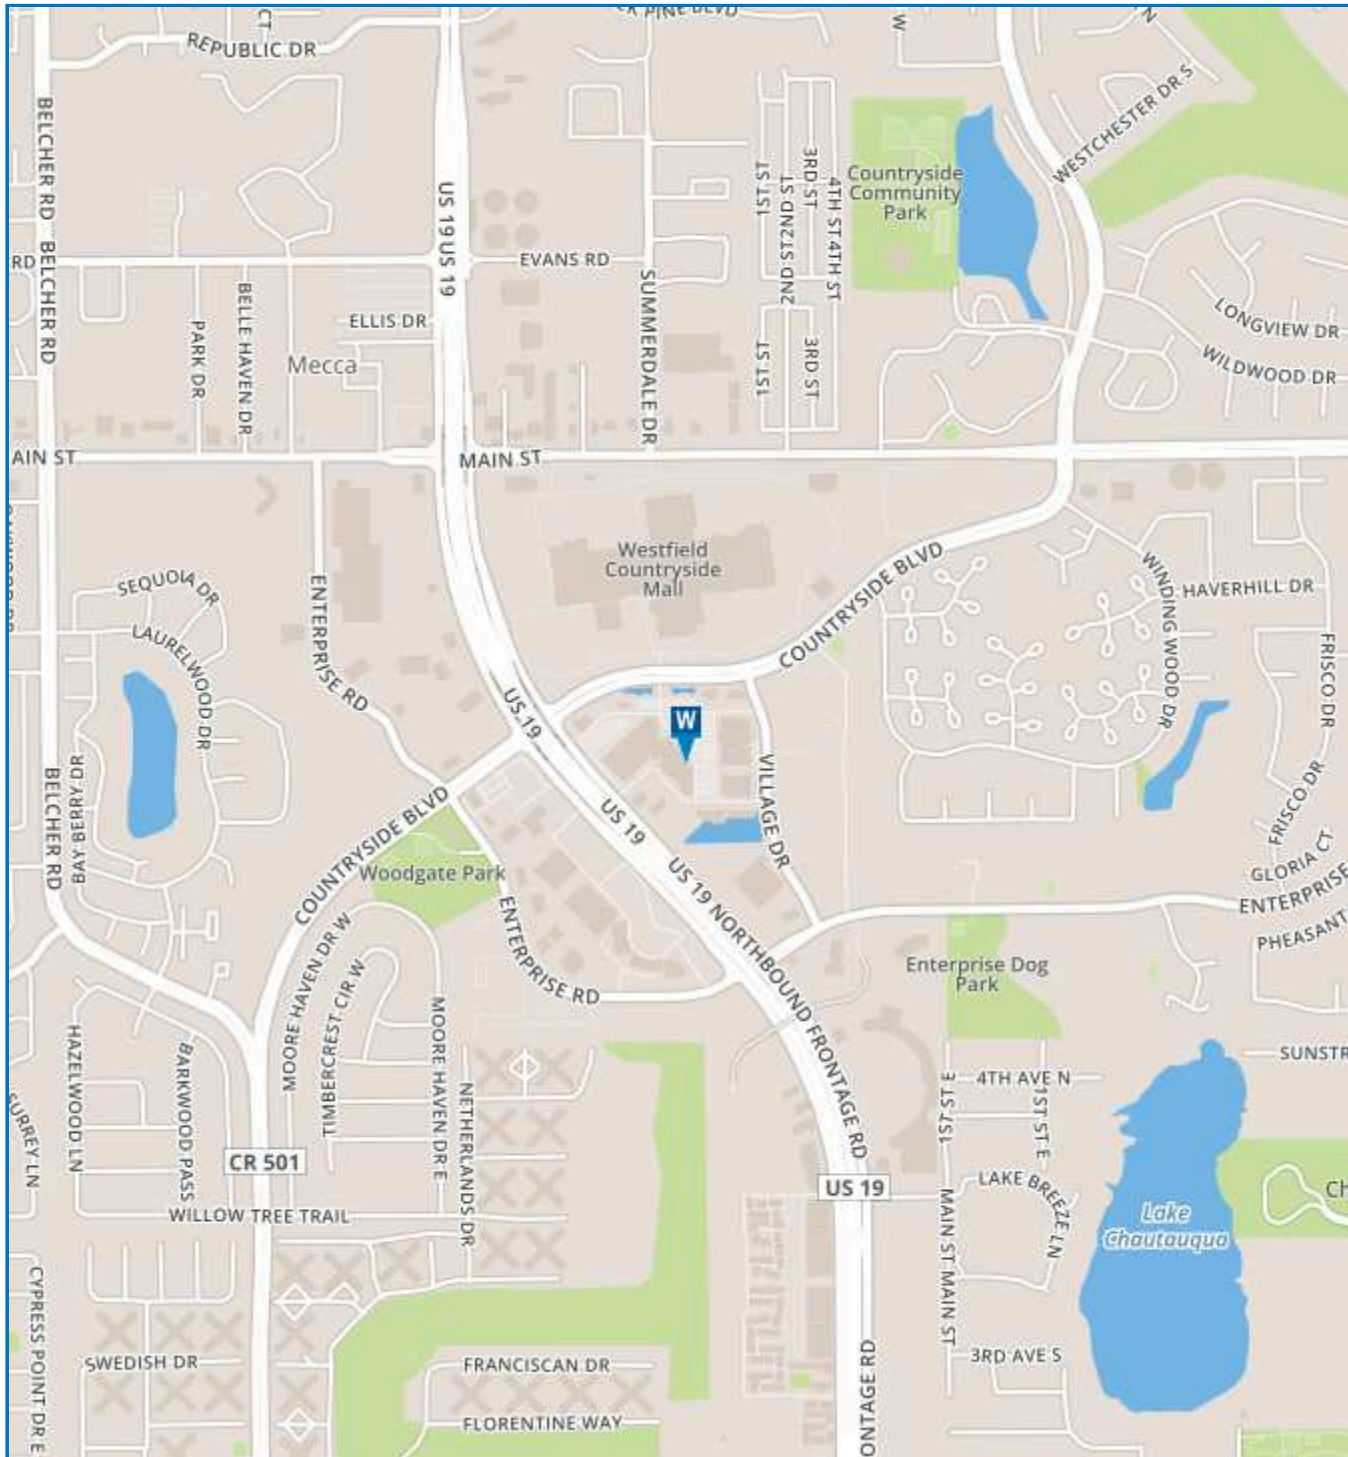 CT
REPUBLIC DR
CK PINE BLVD
W
N
WESTCHESTER DR S
BELCHER RD
BELCHER RD
US 19
US 19
1ST ST
2ND ST
2ND ST
3RD ST
4TH ST
4TH ST
Countryside
Community
Park
RD
EVANS RD
SUMMERDALE DR
PARK DR
BELLE HAVEN DR
ELLIS DR
Mecca
1ST ST
3RD ST
LONGVIEW DR
WILDWOOD DR
AIN ST
MAIN ST
Westfield
Countryside
Mall
COUNTRYSIDE BLVD
WINDING WOOD DR
HAVERHILL DR
FRISCO DR
SEQUOIA DR
LAURELWOOD DR
ENTERPRISE RD
US 19
W
BELCHER RD
BAY BERRY DR
COUNTRYSIDE BLVD
US 19
VILLAGE DR
FRISCO DR
GLORIA CT
ENTERPRISE
PHEASANT
Woodgate Park
US 19 NORTHBOUND FRONTAGE RD
ENTERPRISE RD
Enterprise Dog
Park
MOORE HAVEN DR W
TIMBERCREST CIR W
MOORE HAVEN DR E
NETHERLANDS DR
HAZELWOOD LN
BARKWOOD PASS
SURREY LN
CR 501
WILLOW TREE TRAIL
1ST ST E
4TH AVE N
1ST ST E
SUNSTR
US 19
LAKE BREEZE LN
Lake
Chautauqua
Ch
MAIN ST
S MAIN ST
CYPRESS POINT DR E
SWEDISH DR
FRANCISCAN DR
FLORENTINE WAY
ONTAGE RD
3RD AVE S